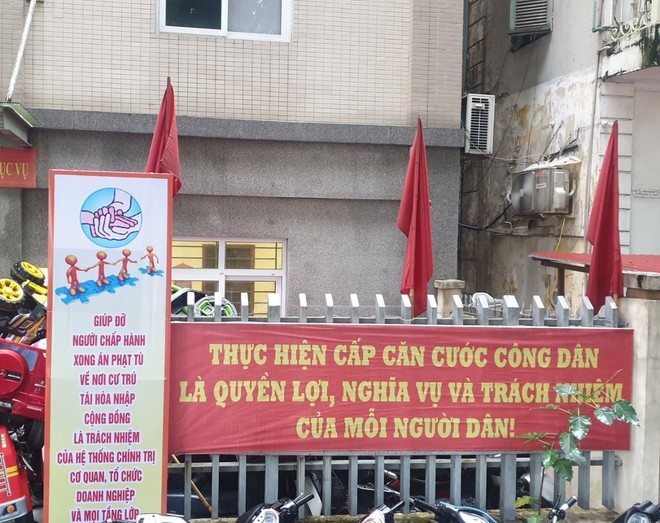 ỤC VỤ
GIÚP ĐỠ
NGƯỜI CHẤP HÀNH
XONG ÁN PHẠT TÙ
VỀ NƠI CƯ TRÚ
TÁI HÒA NHẬP
CỘNG ĐỒNG
LÀ TRÁCH NHIỆM
CỦA HỆ THỐNG CHÍNH TRỊ
CƠ QUAN, TỔ CHỨC
DOANH NGHIỆP
VÀ MỌI TẦNG LỚP
THỰC HIỆN CẤP CĂN CƯỚC CÔNG DÂN
LÀ QUYỀN LỢI, NGHĨA VỤ VÀ TRÁCH NHIỆM
CỦA MỖI NGƯỜI DÂN!